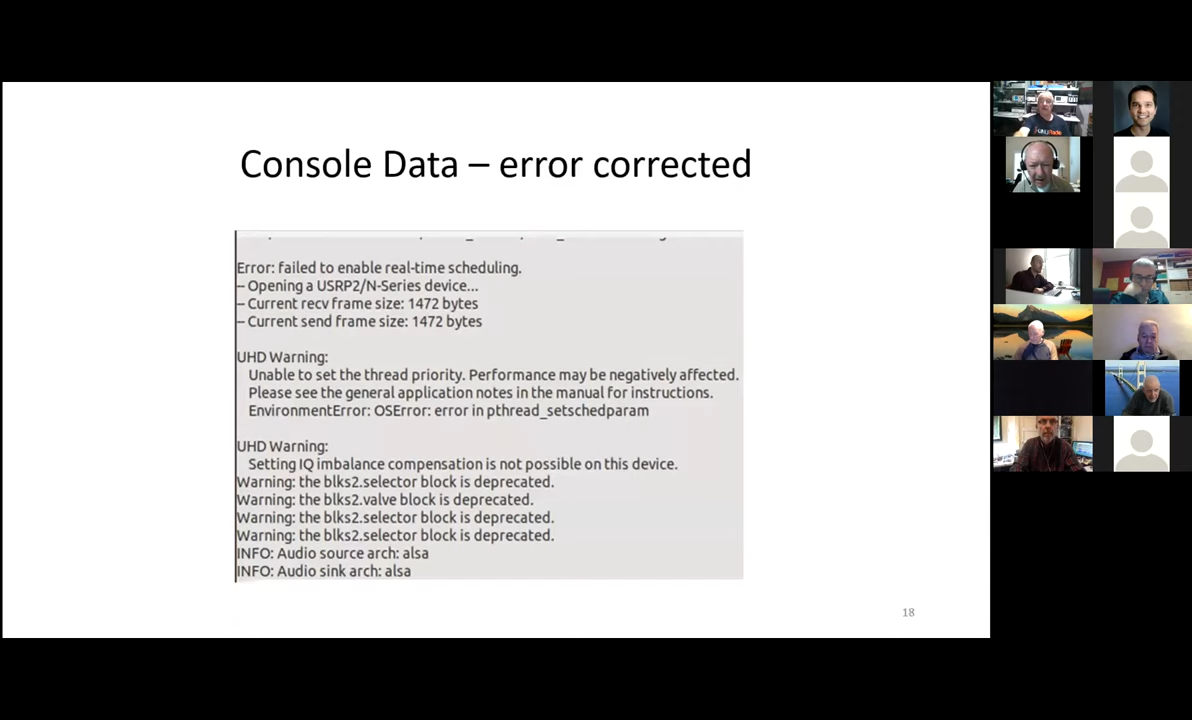 Console Data – error corrected
Error: failed to enable real-time scheduling.
-- Opening a USRP2/N-Series device...
-- Current recv frame size: 1472 bytes
-- Current send frame size: 1472 bytes
UHD Warning:
Unable to set the thread priority. Performance may be negatively affected.
Please see the general application notes in the manual for instructions.
EnvironmentError: OSError: error in pthread_setschedparam
UHD Warning:
Setting IQ imbalance compensation is not possible on this device.
Warning: the blks2.selector block is deprecated.
Warning: the blks2.valve block is deprecated.
Warning: the blks2.selector block is deprecated.
Warning: the blks2.selector block is deprecated.
INFO: Audio source arch: alsa
INFO: Audio sink arch: alsa
18